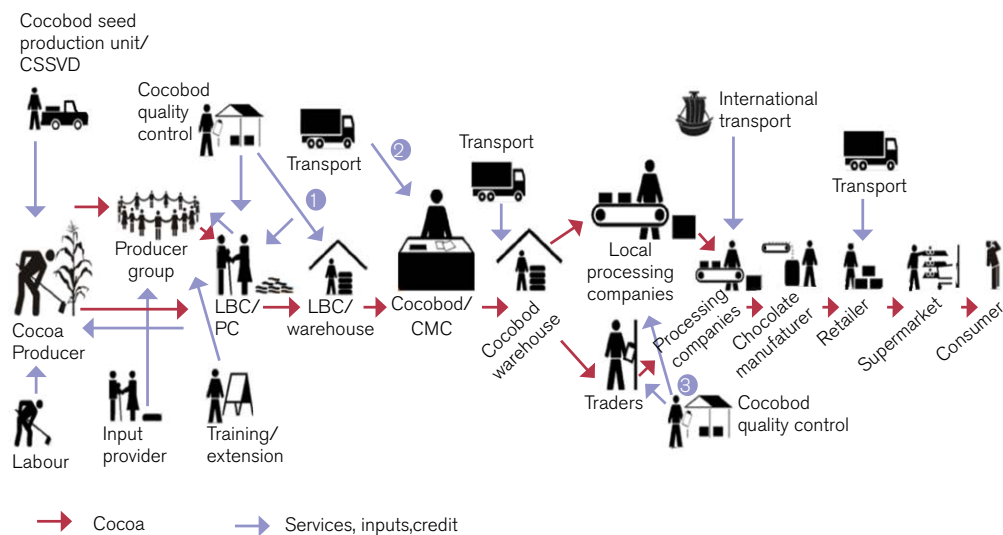 Cocobod seed
production unit/
CSSVD
Cocobod
quality
control
Transport
2
Transport
International
transport
Transport
1
Producer
group
LBC/
PC
LBC/
warehouse
Cocobod/
CMC
Cocobod
warehouse
Local
processing
companies
Processing
companies
Chocolate
manufaturer
Retailer
Supermarket
Consumer
Cocoa
Producer
Traders
3
Cocobod
quality control
Labour
Input
provider
Training/
extension
Cocoa
Services, inputs,credit